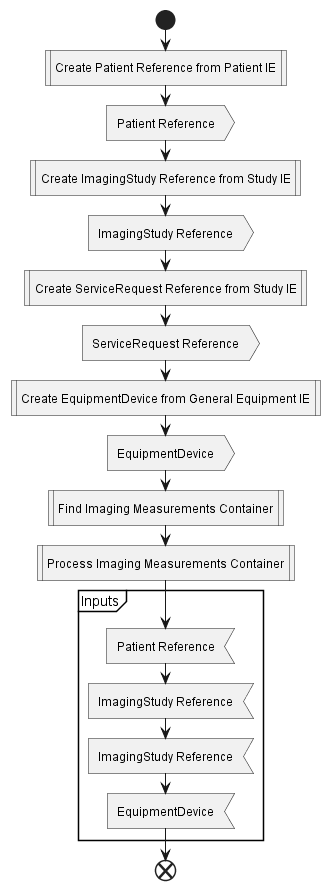 Create Patient Reference from Patient IE
Patient Reference
Create ImagingStudy Reference from Study IE
ImagingStudy Reference
Create ServiceRequest Reference from Study IE
ServiceRequest Reference
Create EquipmentDevice from General Equipment IE
EquipmentDevice
Find Imaging Measurements Container
Process Imaging Measurements Container
Inputs
Patient Reference
ImagingStudy Reference
ImagingStudy Reference
EquipmentDevice